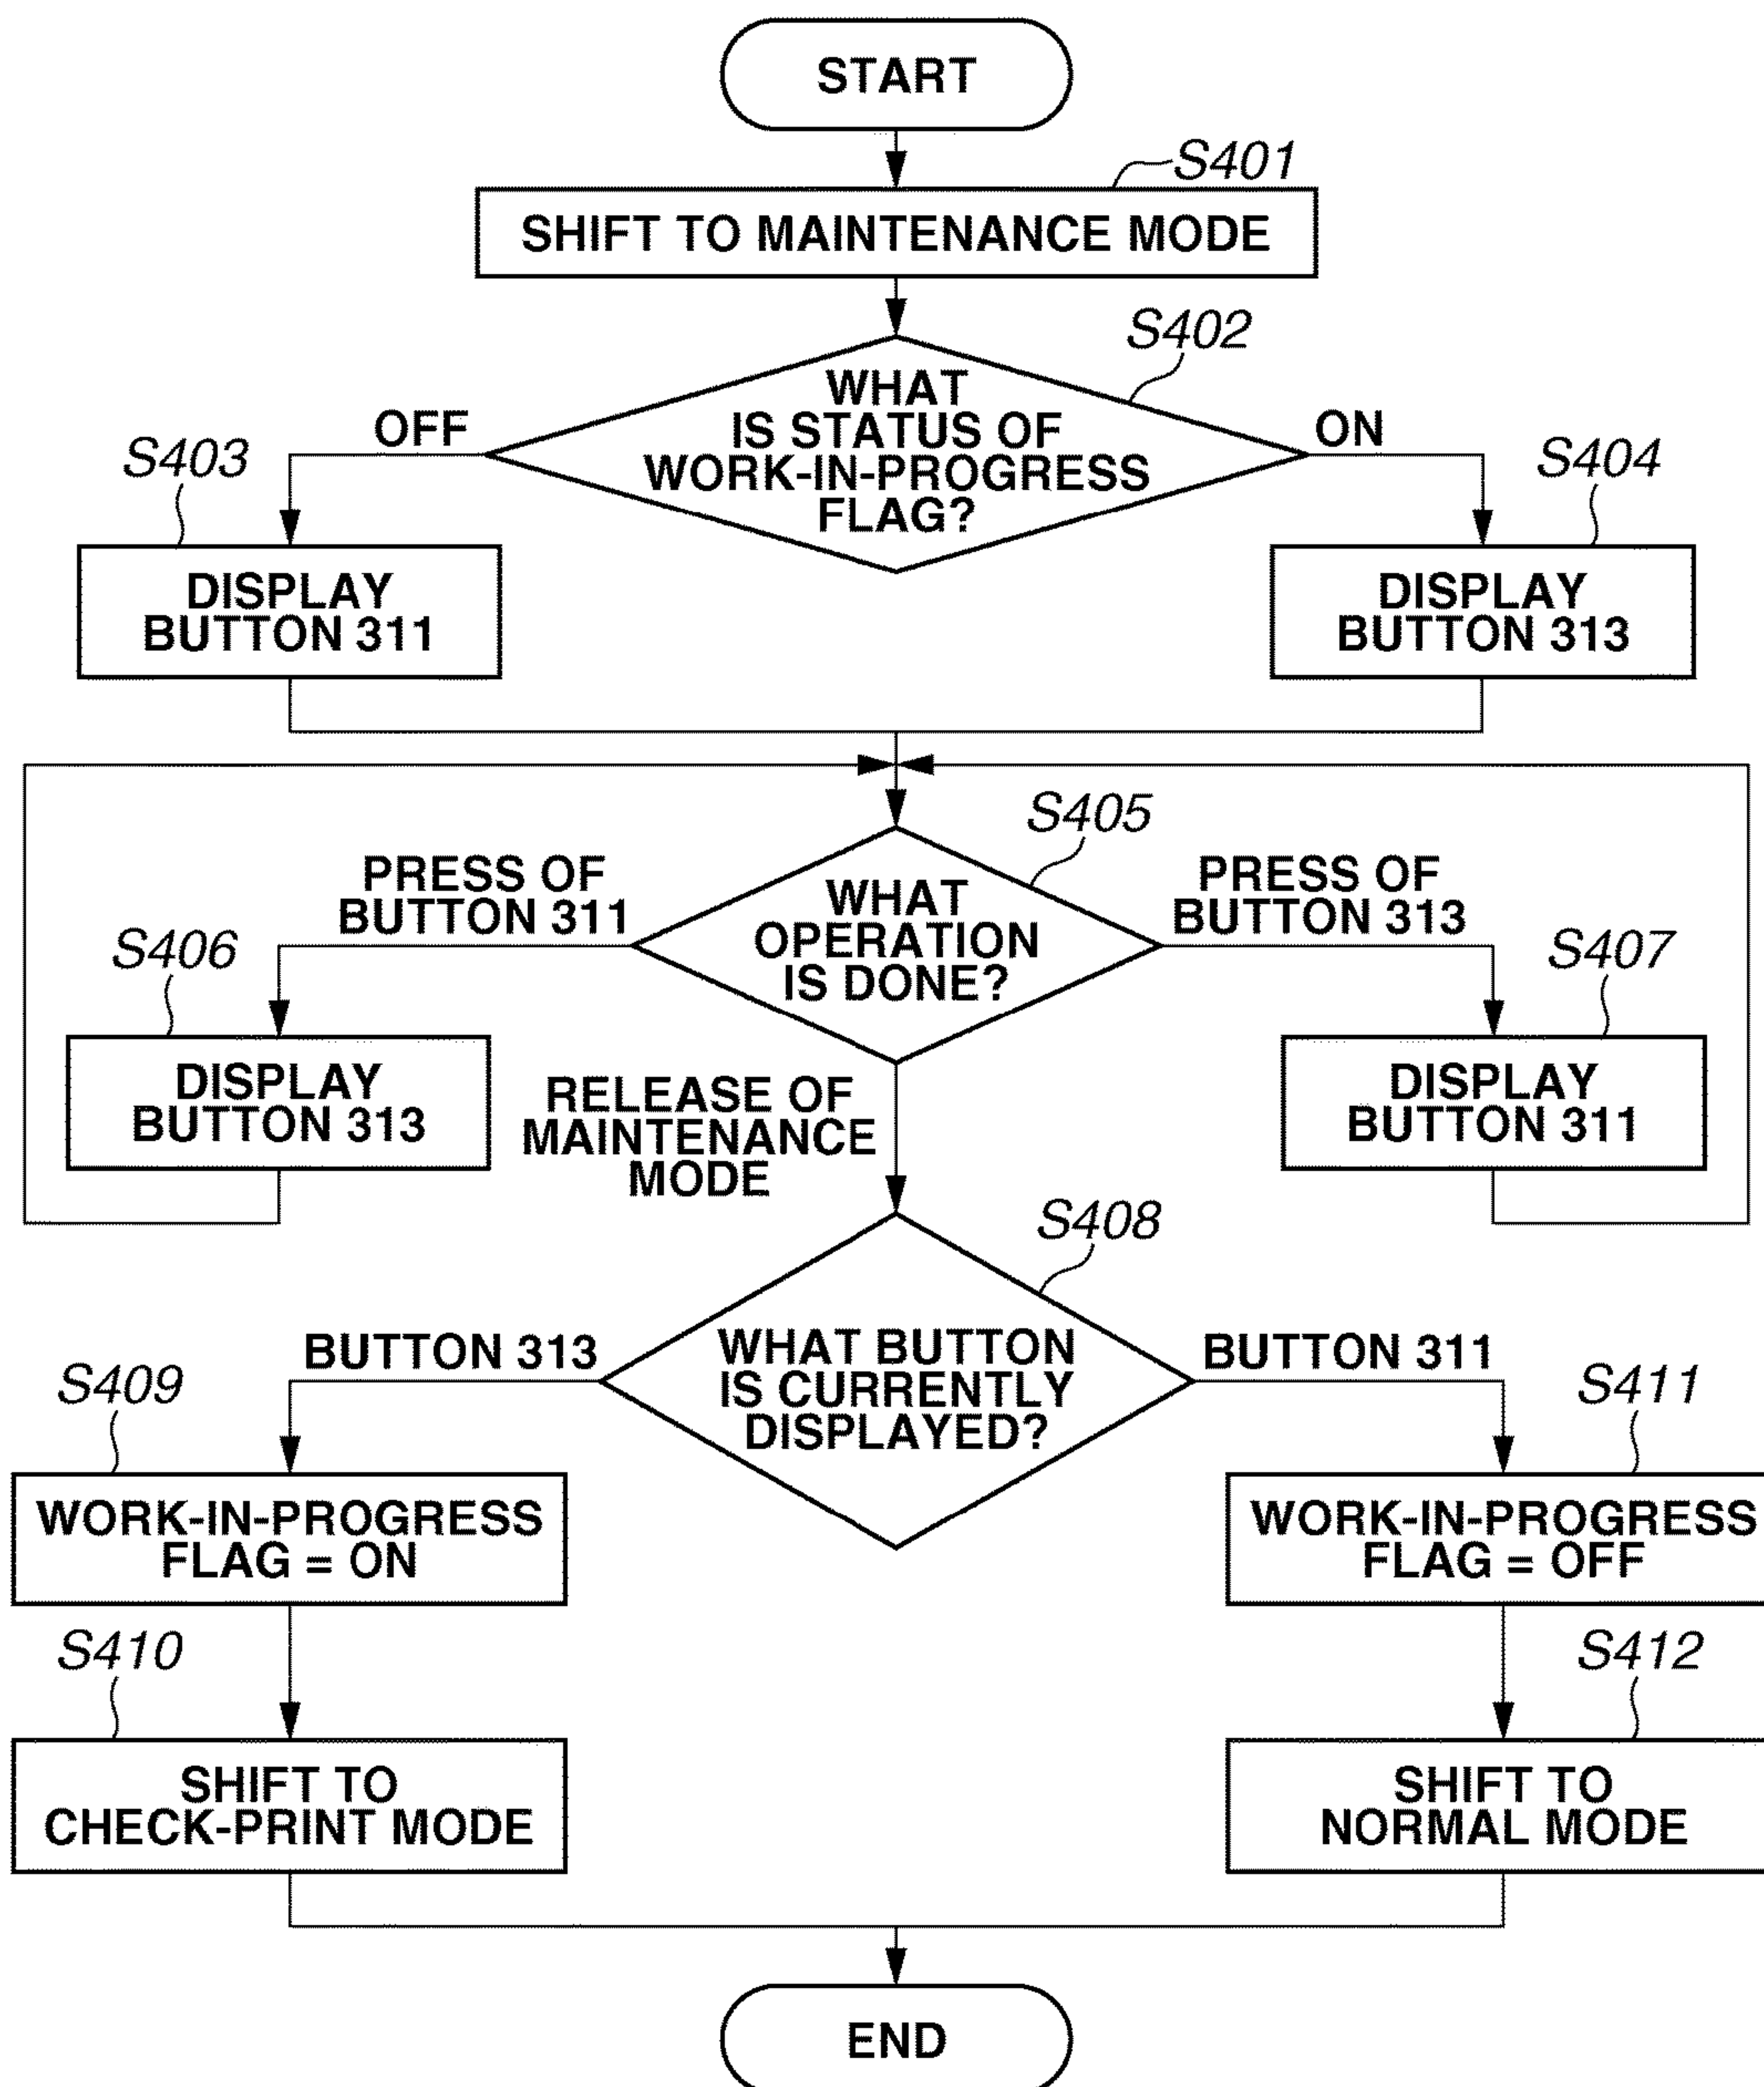 START
S401
SHIFT TO MAINTENANCE MODE
S402
WHAT
IS STATUS OF
WORK-IN-PROGRESS
FLAG?
OFF
ON
S403
S404
DISPLAY
BUTTON 311
DISPLAY
BUTTON 313
S405
PRESS OF
BUTTON 311
WHAT
OPERATION
IS DONE?
PRESS OF
BUTTON 313
S406
S407
DISPLAY
BUTTON 313
RELEASE OF
MAINTENANCE
MODE
DISPLAY
BUTTON 311
S408
BUTTON 313
WHAT BUTTON
IS CURRENTLY
DISPLAYED?
BUTTON 311
S409
S411
WORK-IN-PROGRESS
FLAG = ON
WORK-IN-PROGRESS
FLAG = OFF
S410
S412
SHIFT TO
CHECK-PRINT MODE
SHIFT TO
NORMAL MODE
END